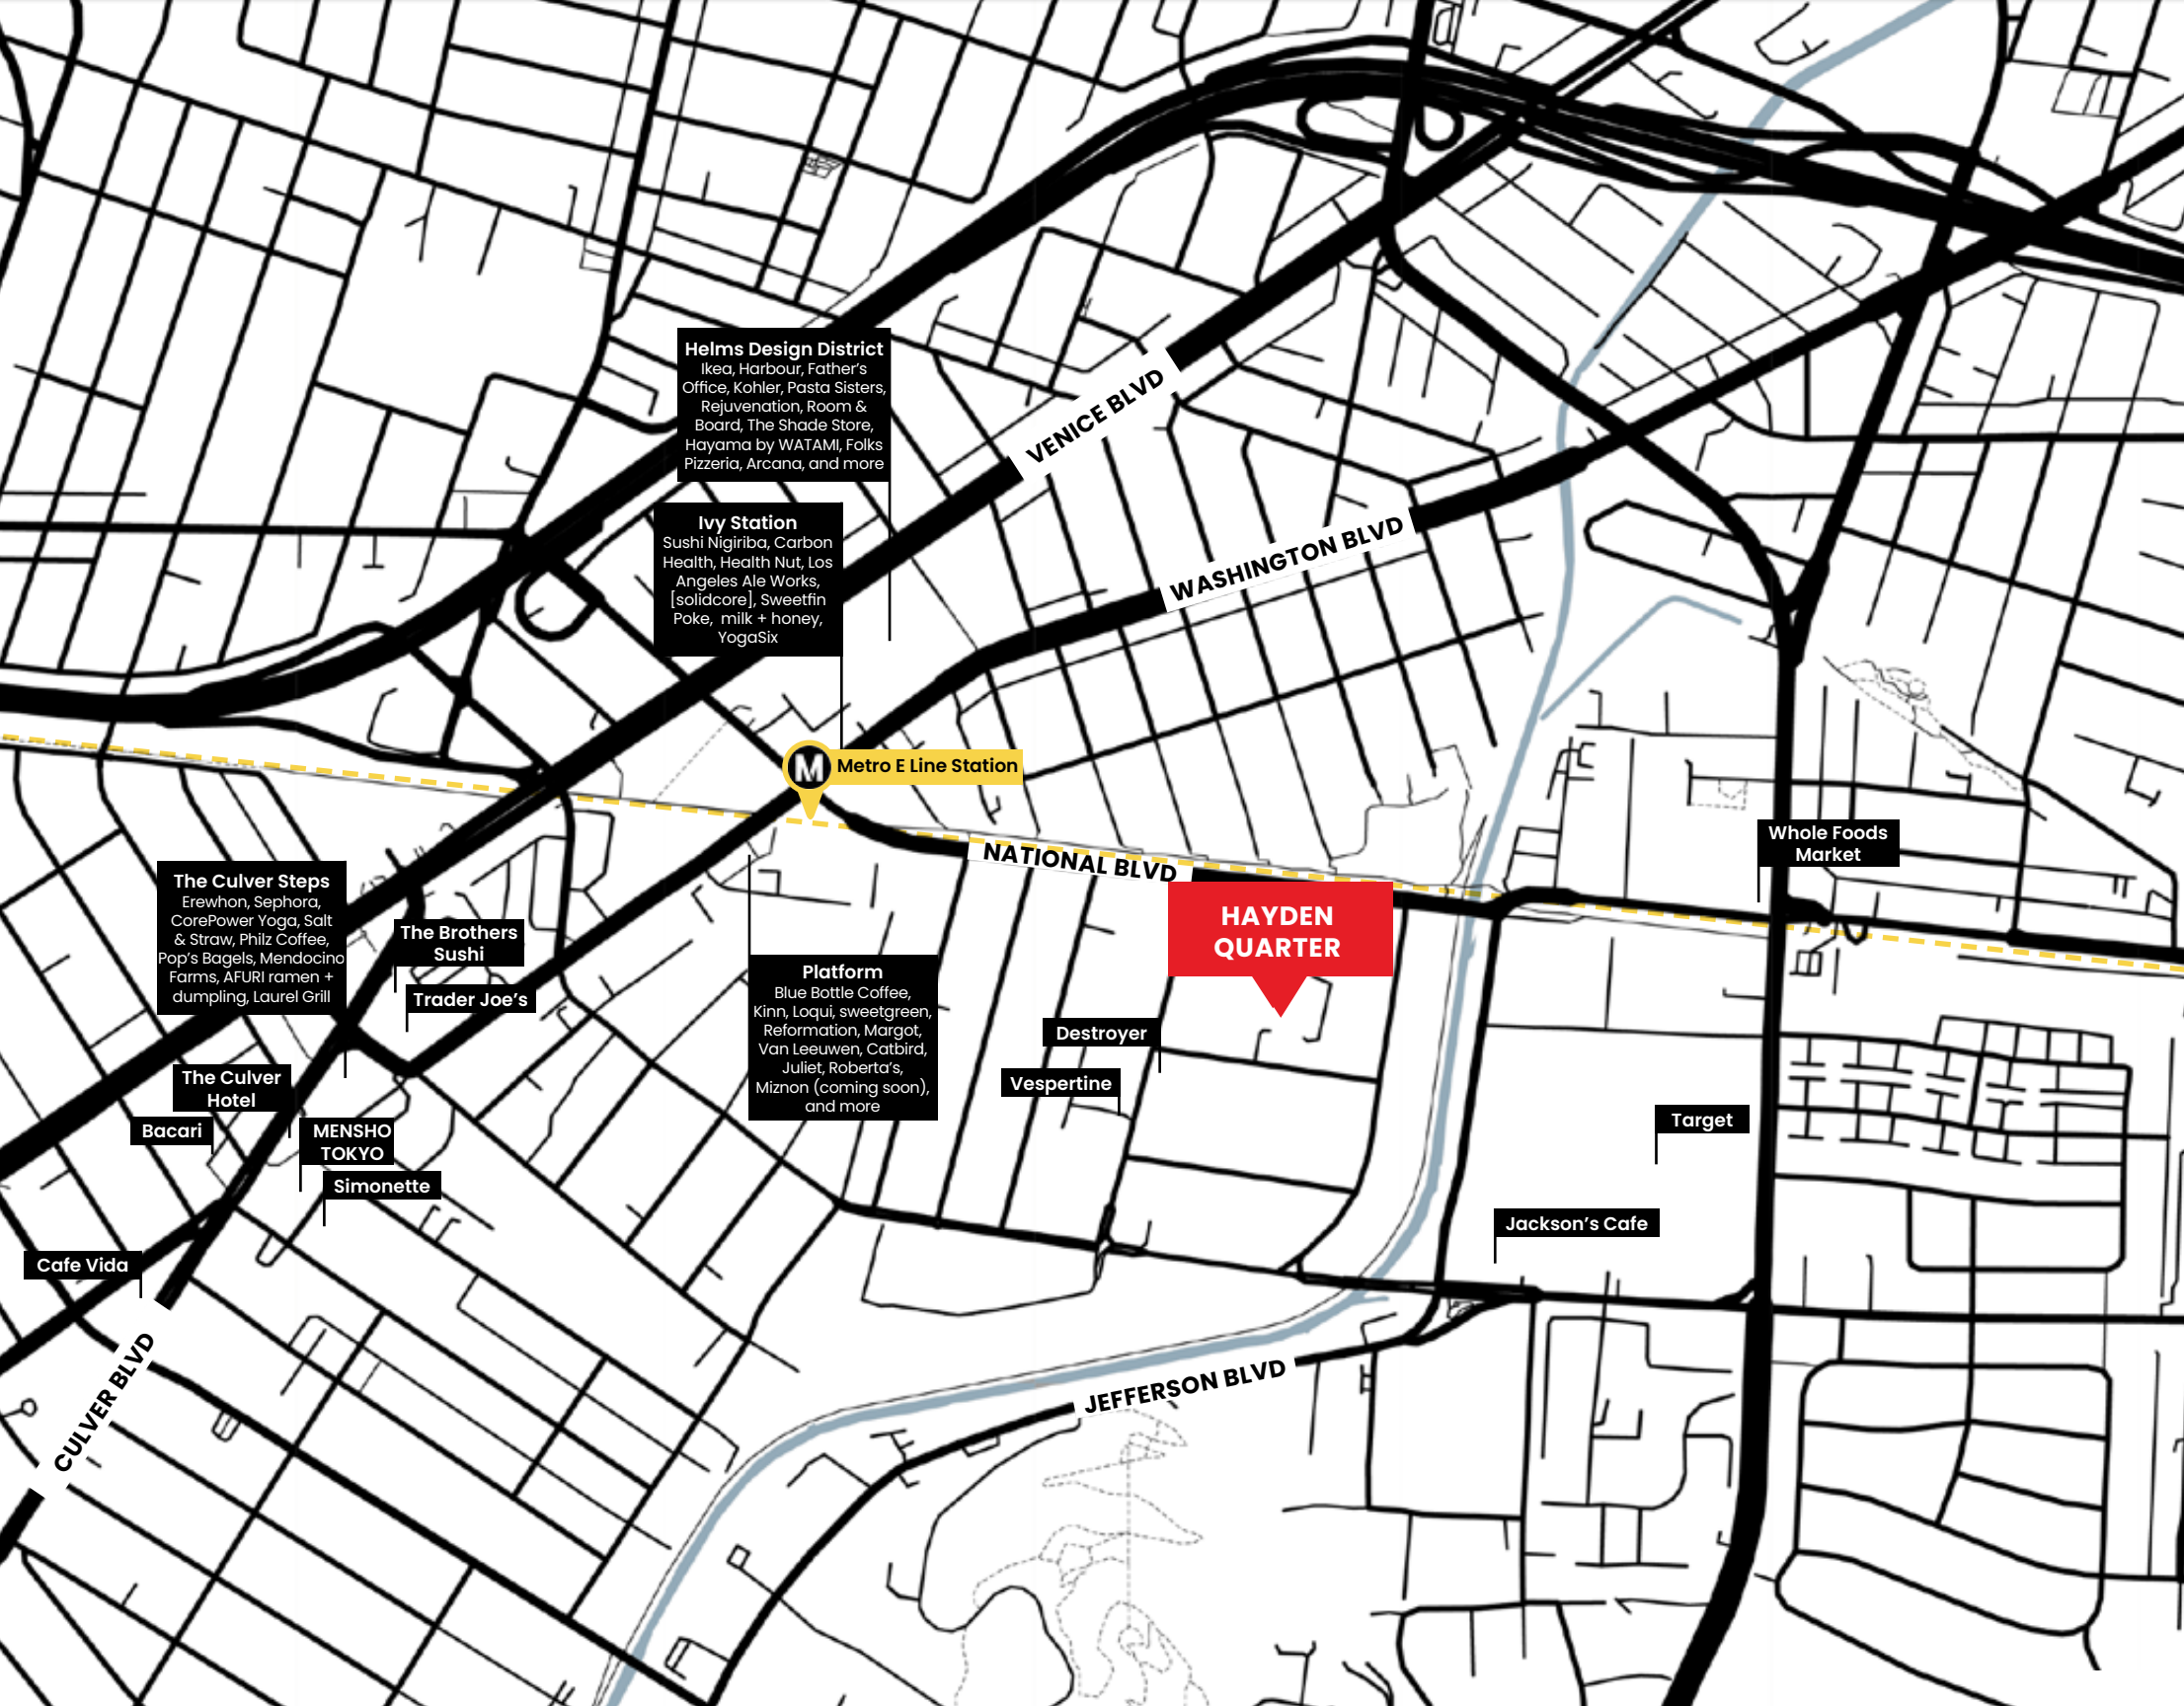 Helms Design District
Ikea, Harbour, Father's
Office, Kohler, Pasta Sisters,
Rejuvenation, Room &
Board, The Shade Store,
Hayama by WATAMI, Folks
Pizzeria, Arcana, and more
VENICE BLVD
Ivy Station
Sushi Nigiriba, Carbon
Health, Health Nut, Los
Angeles Ale Works,
[solidcore], Sweetfin
Poke, milk + honey,
YogaSix
WASHINGTON BLVD
M
Metro E Line Station
NATIONAL BLVD
Whole Foods
Market
The Culver Steps
Erewhon, Sephora,
CorePower Yoga, Salt
& Straw, Philz Coffee,
Pop's Bagels, Mendocino
Farms, AFURI ramen +
dumpling, Laurel Grill
The Brothers
Sushi
Trader Joe's
HAYDEN
QUARTER
Platform
Blue Bottle Coffee,
Kinn, Loqui, sweetgreen,
Reformation, Margot,
Van Leeuwen, Catbird,
Juliet, Roberta's,
Miznon (coming soon),
and more
Destroyer
Vespertine
The Culver
Hotel
Bacari
MENSHO
TOKYO
Simonette
Target
Jackson's Cafe
Cafe Vida
CULVER BLVD
JEFFERSON BLVD